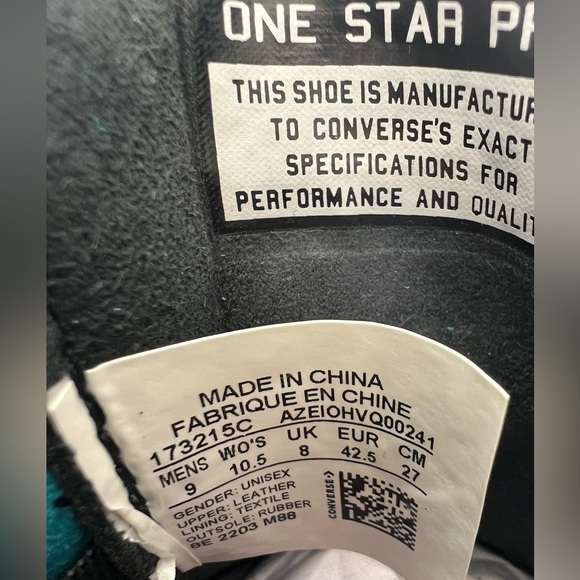 ONE STAR PR
THIS SHOE IS MANUFACTUR
TO CONVERSE'S EXACT
SPECIFICATIONS FOR
PERFORMANCE AND QUALIT
MADE IN CHINA
FABRIQUE EN CHINE
173215C AZEIOHVQ00241
MENS WO'S UK EUR CM
9 10.5 8 42.5 27
GENDER: UNISEX
UPPER: LEATHER
LINING: TEXTILE
OUTSOLE: RUBBER
BE 2203 M88
CONVERSE>